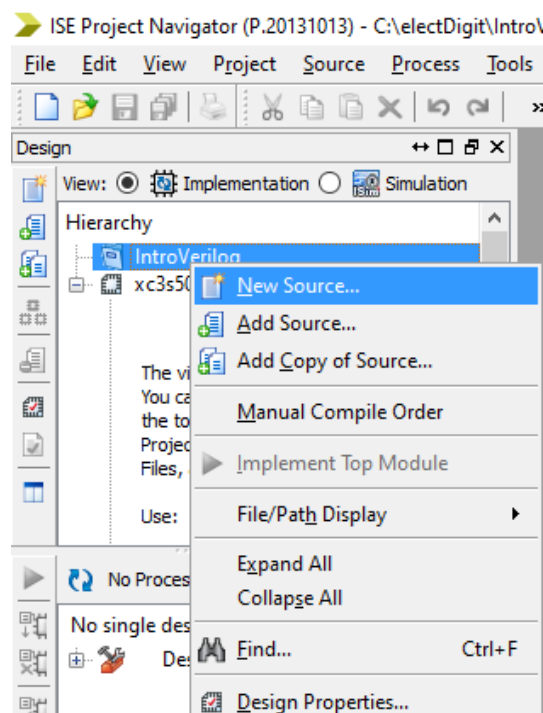 ISE Project Navigator (P.20131013) - C:\electDigit\Intro
File Edit View Project Source Process Tools
»
Design
View: Implementation Simulation
Hierarchy
IntroVerilog
xc3s50
New Source...
Add Source...
The vi
Add Copy of Source...
You ca
the to
Manual Compile Order
Projec
Files,
Implement Top Module
Use:
File/Path Display
Expand All
No Proces
Collapse All
No single des
Find... Ctrl+F
Des
Design Properties...